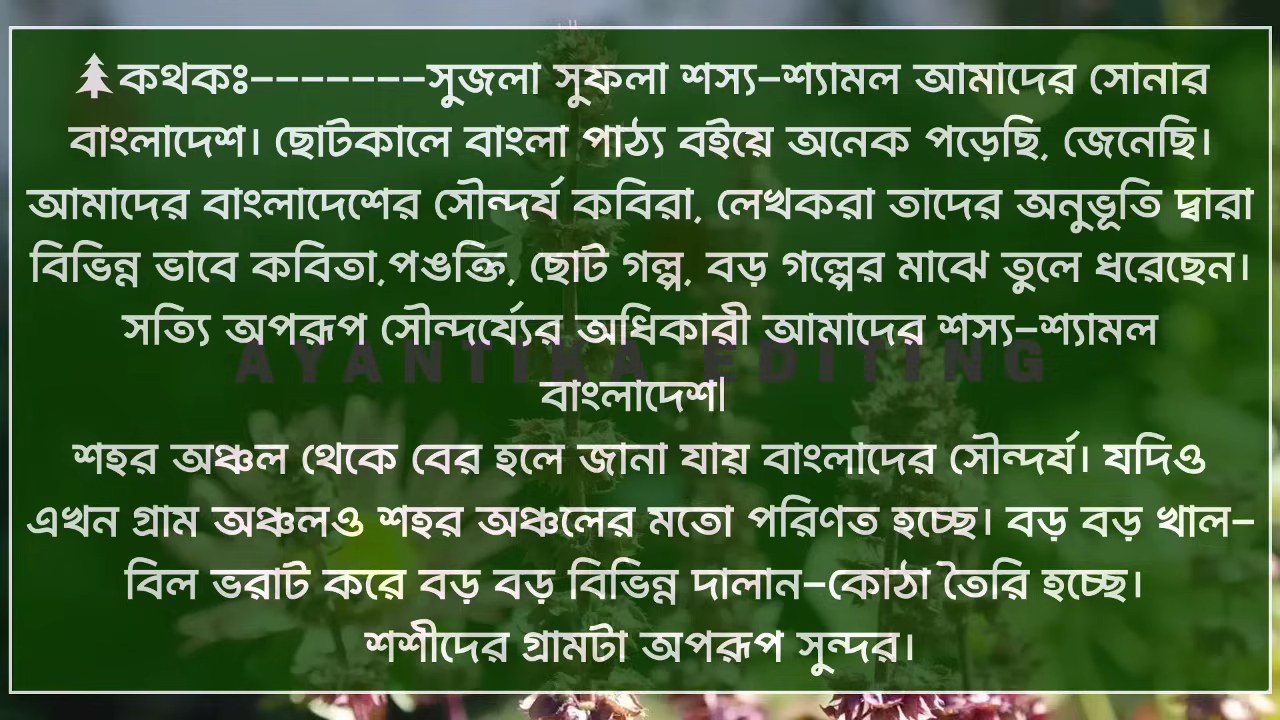 🌲কথকঃ-------সুজলা সুফলা শস্য-শ্যামল আমাদের সোনার
বাংলাদেশ। ছোটকালে বাংলা পাঠ্য বইয়ে অনেক পড়েছি, জেনেছি।
আমাদের বাংলাদেশের সৌন্দর্য কবিরা, লেখকরা তাদের অনুভূতি দ্বারা
বিভিন্ন ভাবে কবিতা,পঙক্তি, ছোট গল্প, বড় গল্পের মাঝে তুলে ধরেছেন।
সত্যি অপরূপ সৌন্দর্য্যের অধিকারী আমাদের শস্য-শ্যামল
AYANTIKA EDITING
বাংলাদেশ|
শহর অঞ্চল থেকে বের হলে জানা যায় বাংলাদের সৌন্দর্য। যদিও
এখন গ্রাম অঞ্চলও শহর অঞ্চলের মতো পরিণত হচ্ছে। বড় বড় খাল-
বিল ভরাট করে বড় বড় বিভিন্ন দালান-কোঠা তৈরি হচ্ছে।
শশীদের গ্রামটা অপরূপ সুন্দর।